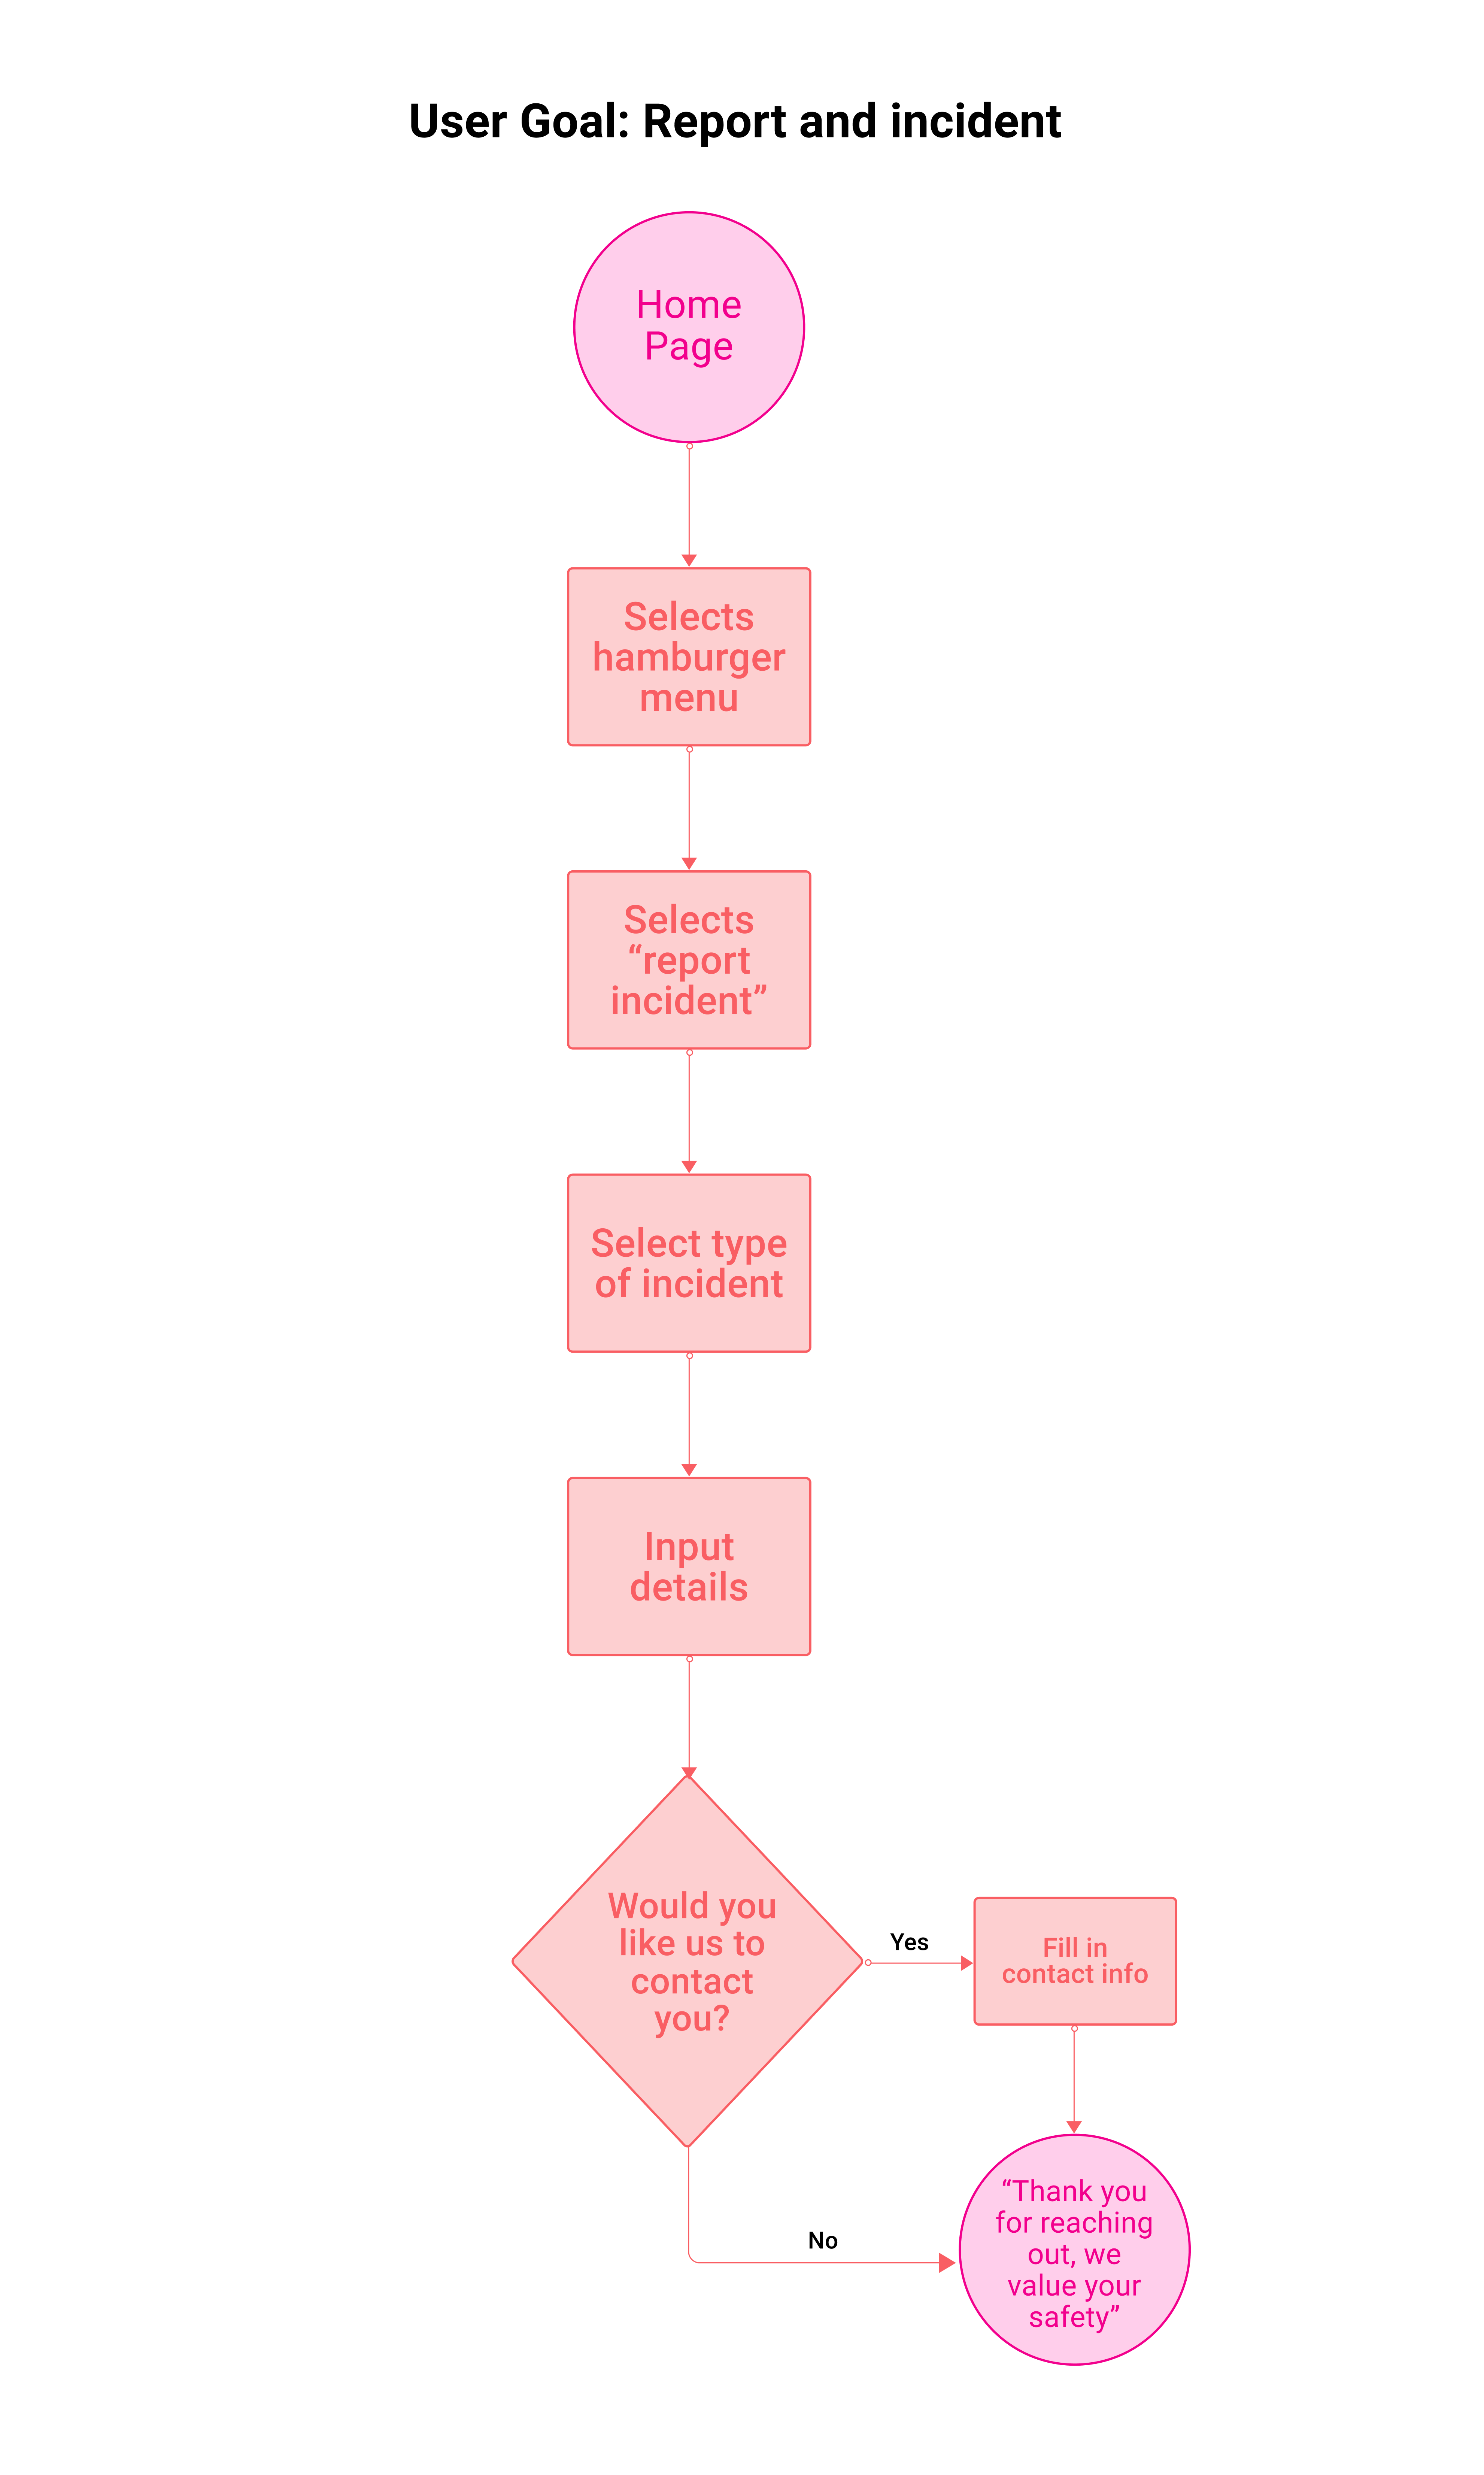 User Goal: Report and incident
Home
Page
Selects
hamburger
menu
Selects
“report
incident”
Select type
of incident
Input
details
Would you
like us to
contact
you?
Yes
Fill in
contact info
No
“Thank you
for reaching
out, we
value your
safety”